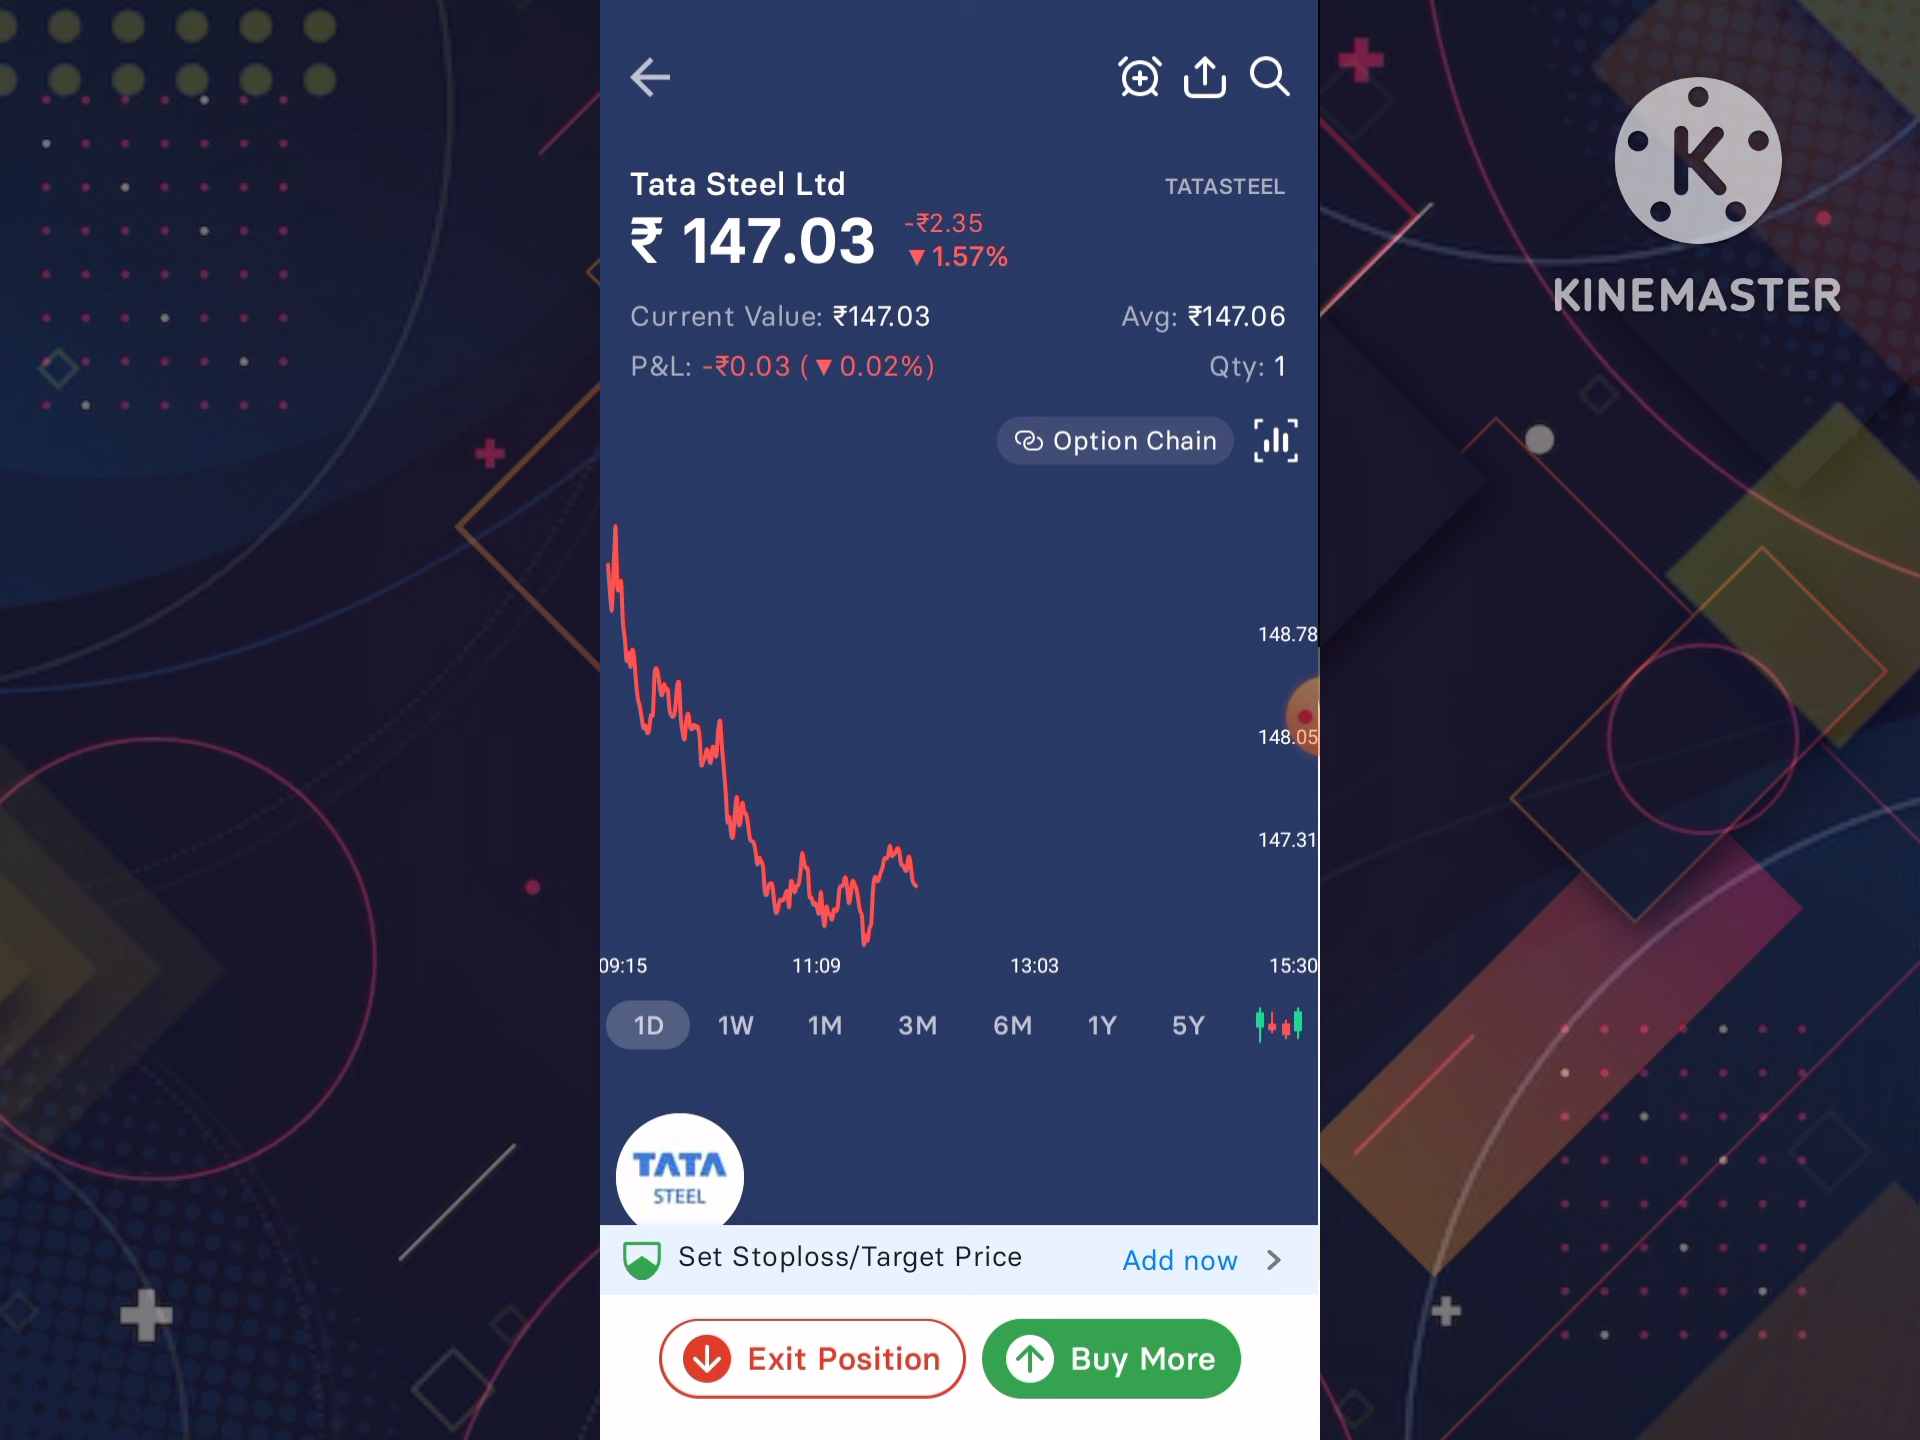 Tata Steel Ltd
TATASTEEL
₹ 147.03
-₹2.35
▼1.57%
Current Value: ₹147.03
Avg: ₹147.06
P&L: -₹0.03 (▼0.02%)
Qty: 1
Option Chain
148.78
148.05
147.31
09:15 11:09 13:03 15:30
1D 1W 1M 3M 6M 1Y 5Y
TATA
STEEL
Set Stoploss/Target Price Add now
Exit Position Buy More
K
KINEMASTER